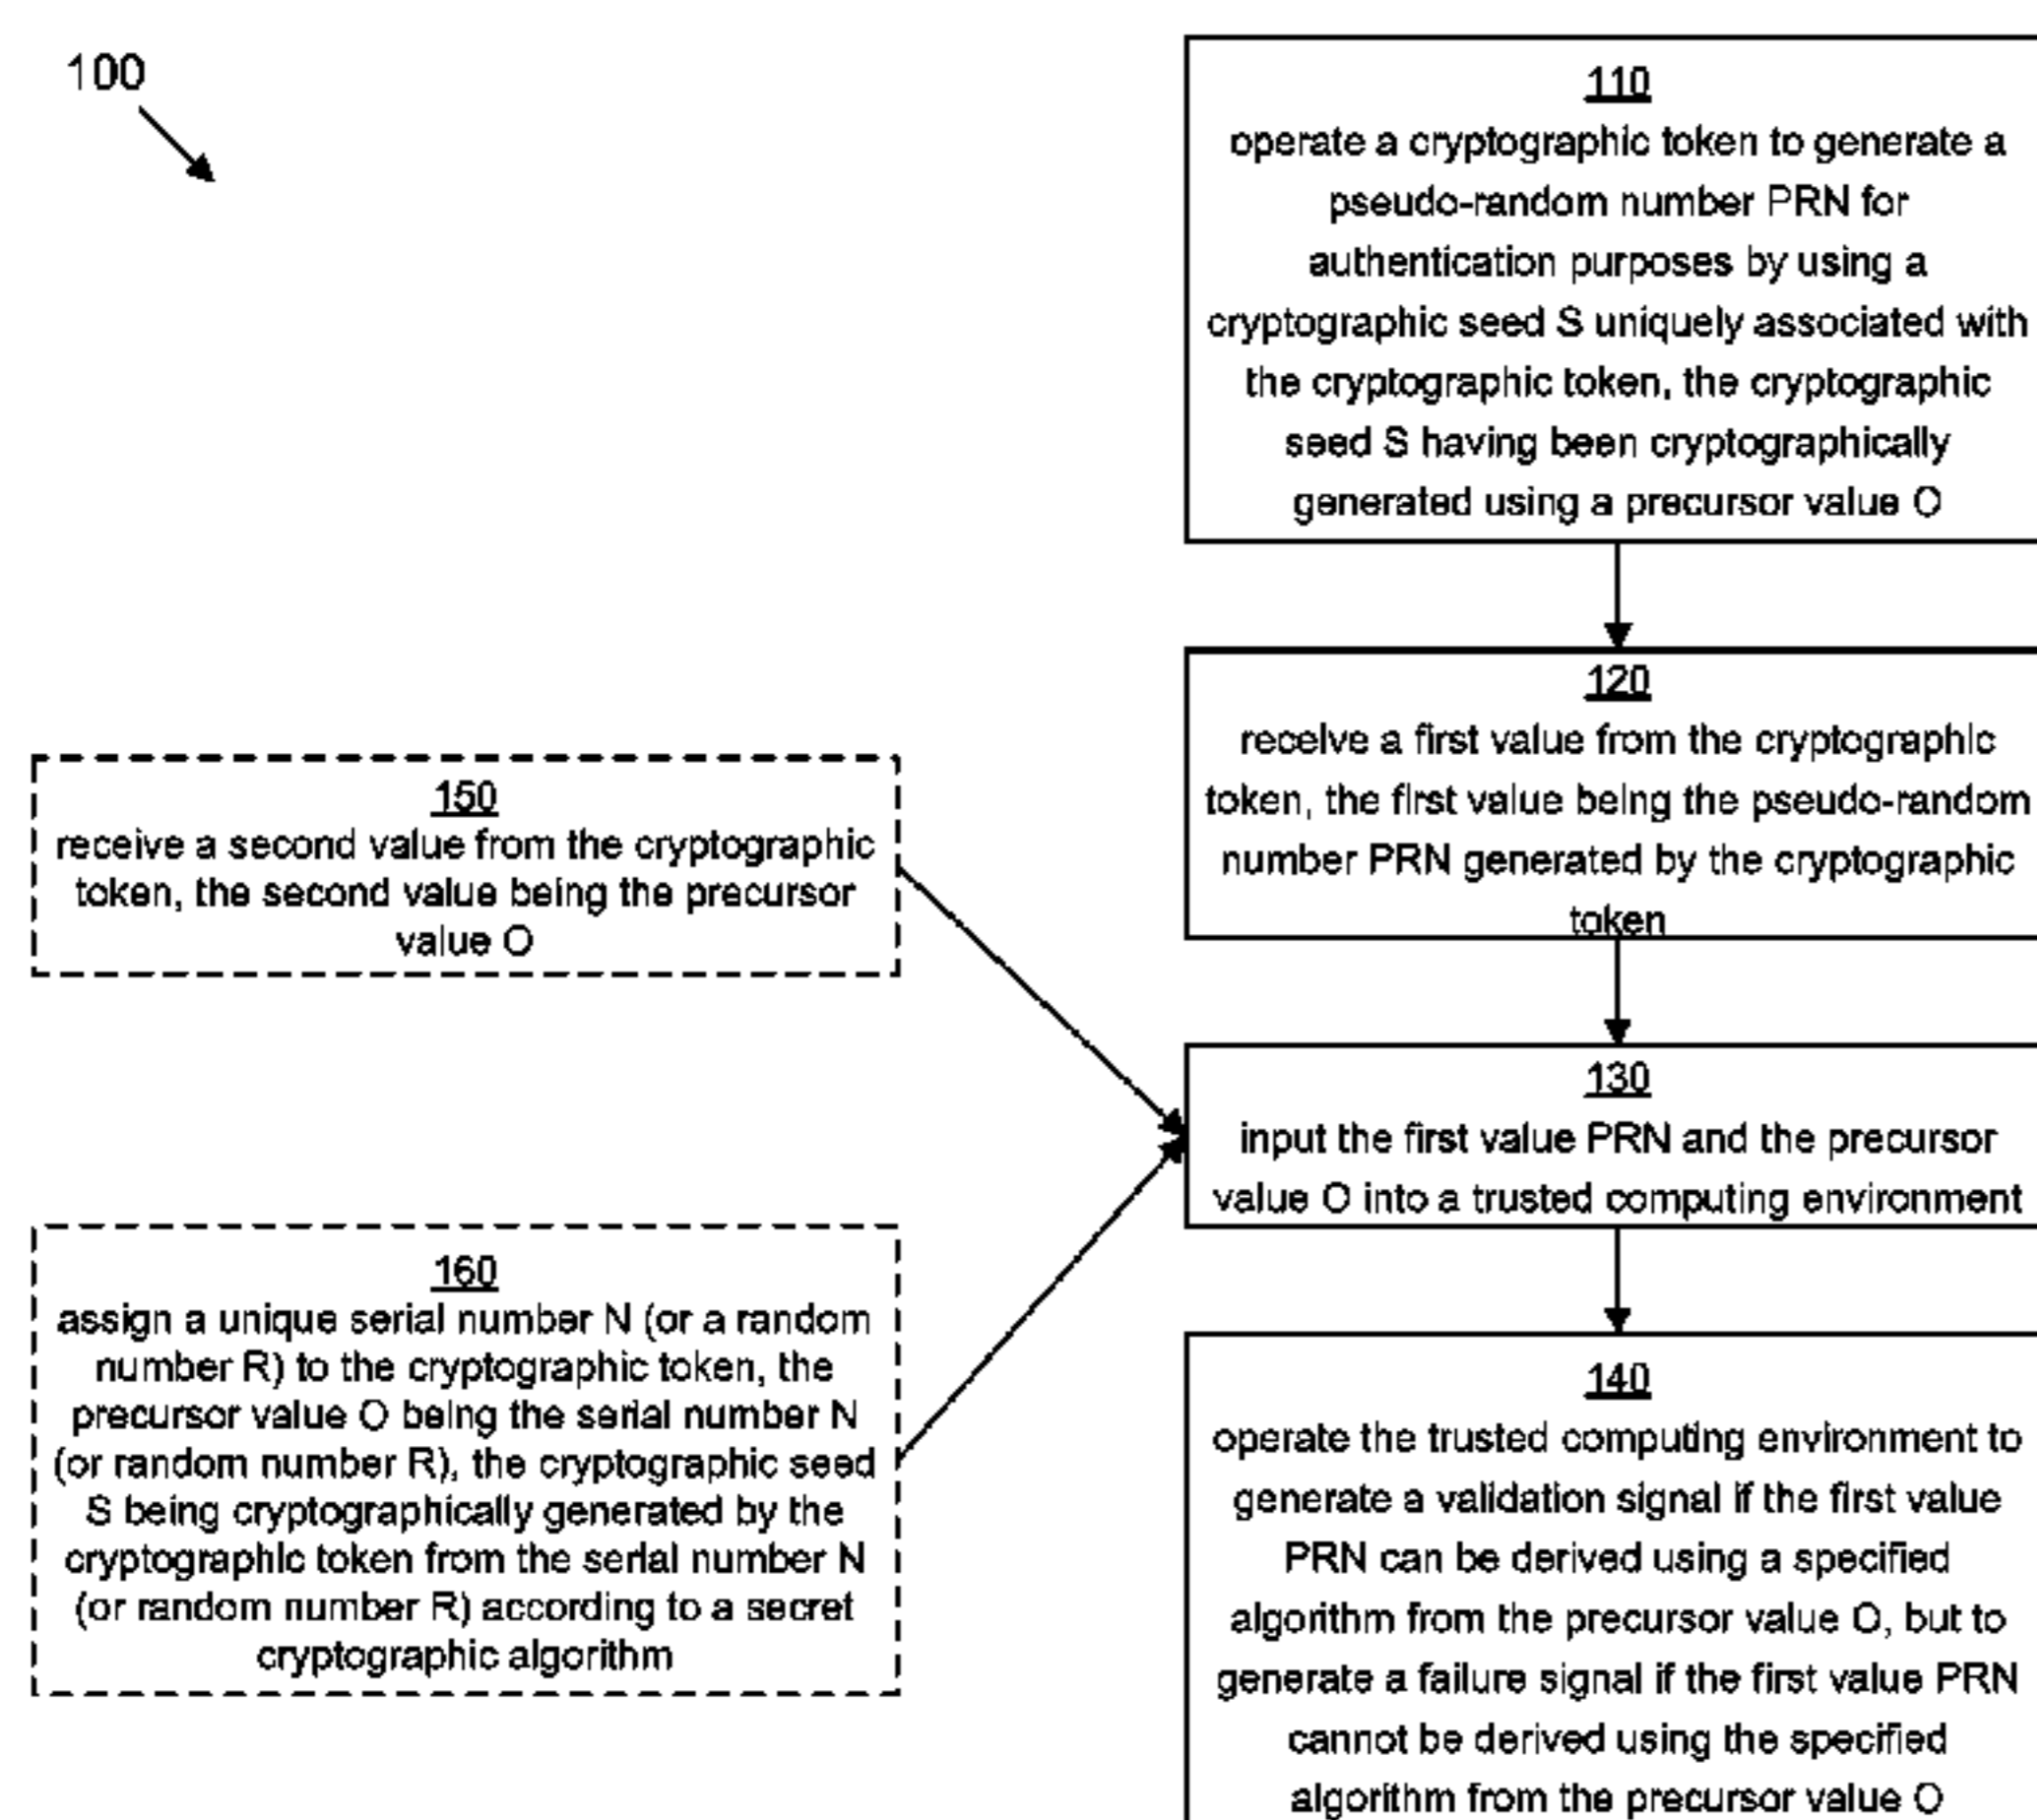 100
110
operate a cryptographic token to generate a
pseudo-random number PRN for
authentication purposes by using a
cryptographic seed S uniquely associated with
the cryptographic token, the cryptographic
seed S having been cryptographically
generated using a precursor value O
120
receive a first value from the cryptographic
token, the first value being the pseudo-random
number PRN generated by the cryptographic
token
150
receive a second value from the cryptographic
token, the second value being the precursor
value O
130
input the first value PRN and the precursor
value O into a trusted computing environment
160
assign a unique serial number N (or a random
number R) to the cryptographic token, the
precursor value O being the serial number N
(or random number R), the cryptographic seed
S being cryptographically generated by the
cryptographic token from the serial number N
(or random number R) according to a secret
cryptographic algorithm
140
operate the trusted computing environment to
generate a validation signal if the first value
PRN can be derived using a specified
algorithm from the precursor value O, but to
generate a failure signal if the first value PRN
cannot be derived using the specified
algorithm from the precursor value O